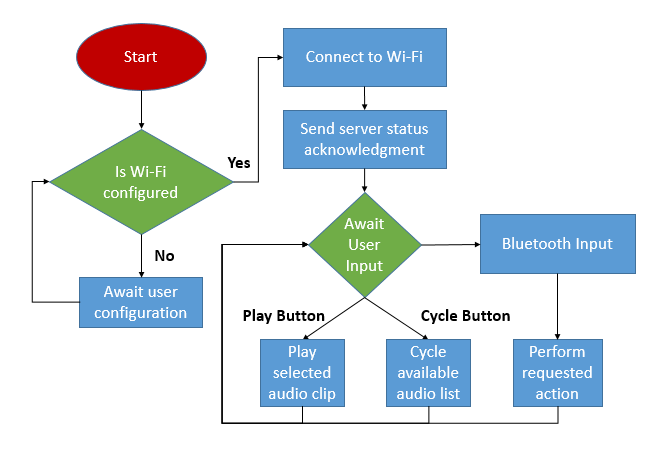 Start
Is Wi-Fi
configured
Yes
No
Await user
configuration
Connect to Wi-Fi
Send server status
acknowledgment
Await
User
Input
Bluetooth Input
Play Button
Cycle Button
Play
selected
audio clip
Cycle
available
audio list
Perform
requested
action